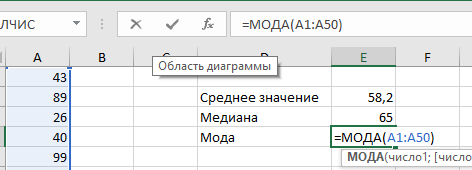 ЛЧИС =МОДА(A1:A50)
Область диаграммы
A B C D E F
43
89 Среднее значение 58,2
26 Медиана 65
40 Мода =МОДА(A1:A50)
99 МОДА(число1; [число